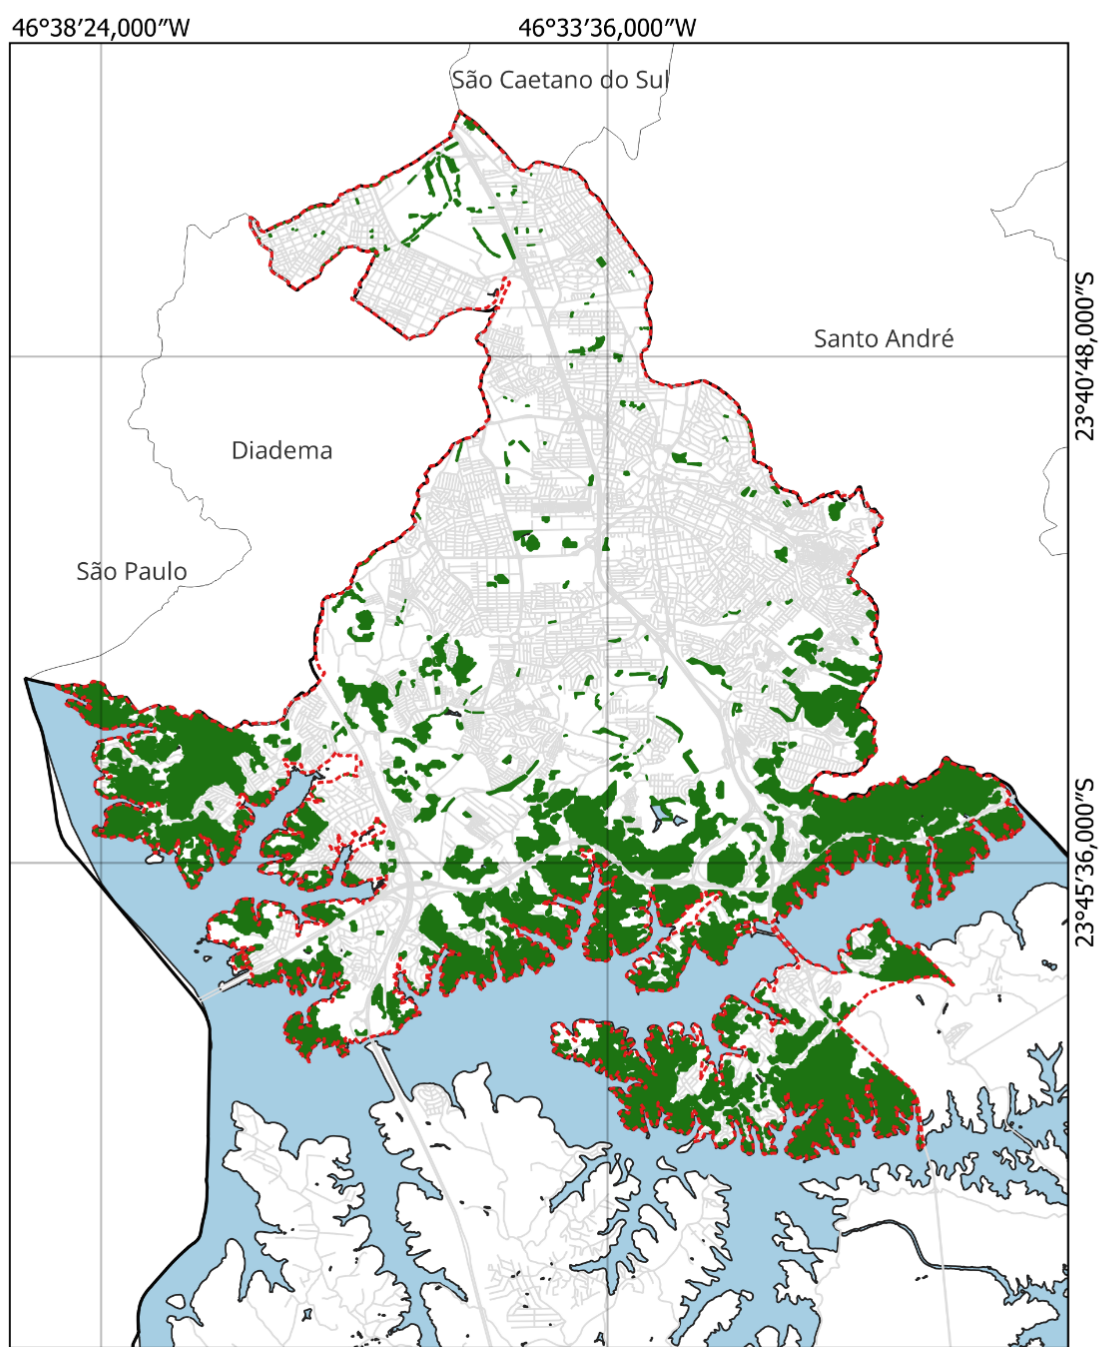 46°38'24,000"W
46°33'36,000"W
São Caetano do Sul
Santo André
23°40'48,000"S
Diadema
São Paulo
23°45'36,000"S